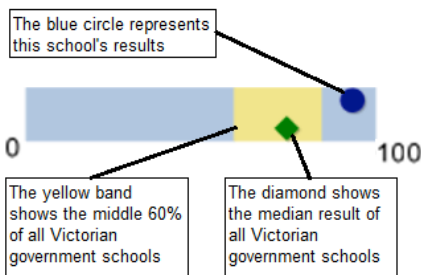 The blue circle represents
this school's results
0
100
The yellow band
shows the middle 60%
of all Victorian
government schools
The diamond shows
the median result of
all Victorian
government schools